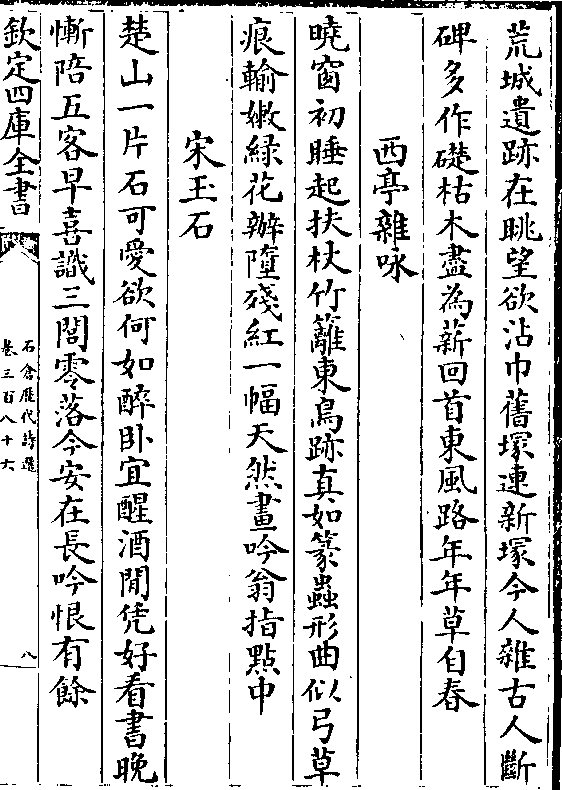 荒城遺跡在眺望欲沾巾舊塚連新塚今人雜古人斷
碑多作礎枯木盡為薪回首東風路年年草自春
西亭雜咏
曉窗初睡起扶杖竹籬東鳥跡真如篆蟲形曲似弓草
痕輸嫩綠花瓣墮殘紅一幅天然畫吟翁指點中
宋玉石
楚山一片石可愛欲何如醉卧宜醒酒閒凭好看書晚
慚陪五客早喜識三閭零落今安在長吟恨有餘
欽定四庫全書
石倉歷代詩選
卷三百八十六
八